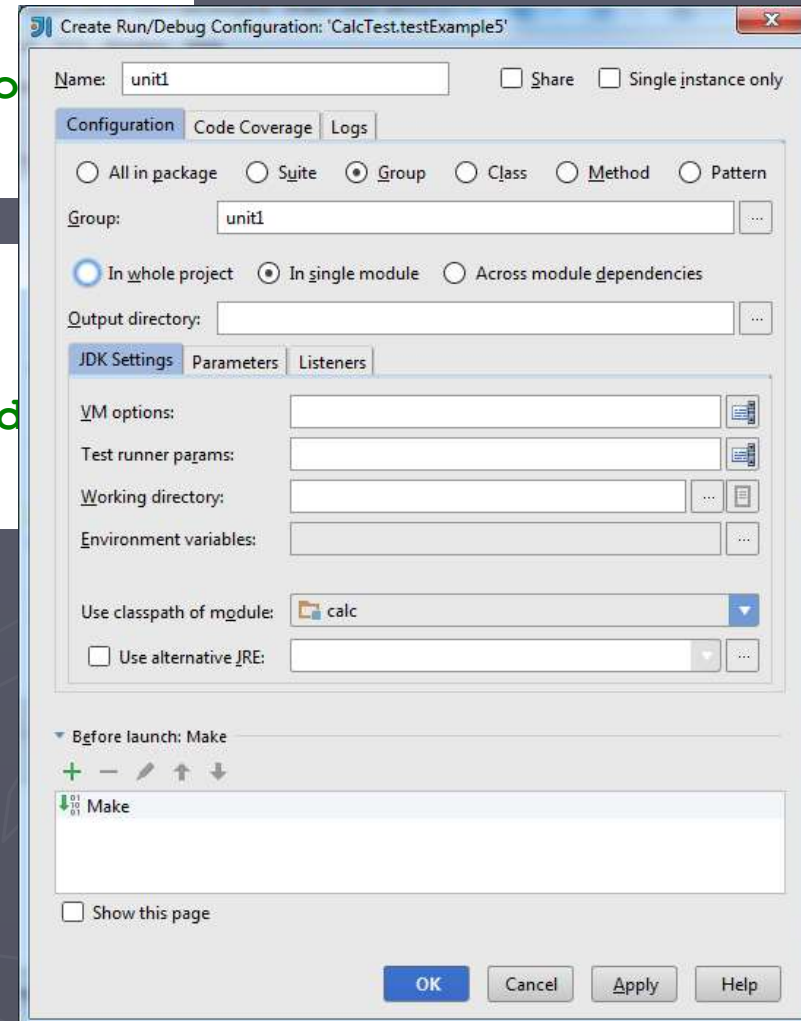 Create Run/Debug Configuration: 'CalcTest.testExample5'
Name: unit1 Share Single instance only
Configuration Code Coverage Logs
All in package Suite Group Class Method Pattern
Group: unit1 ...
In whole project In single module Across module dependencies
Output directory: ...
JDK Settings Parameters Listeners
VM options:
Test runner params:
Working directory: ...
Environment variables: ...
Use classpath of module: calc
Use alternative JRE: ...
Before launch: Make
Make
Show this page
OK Cancel Apply Help